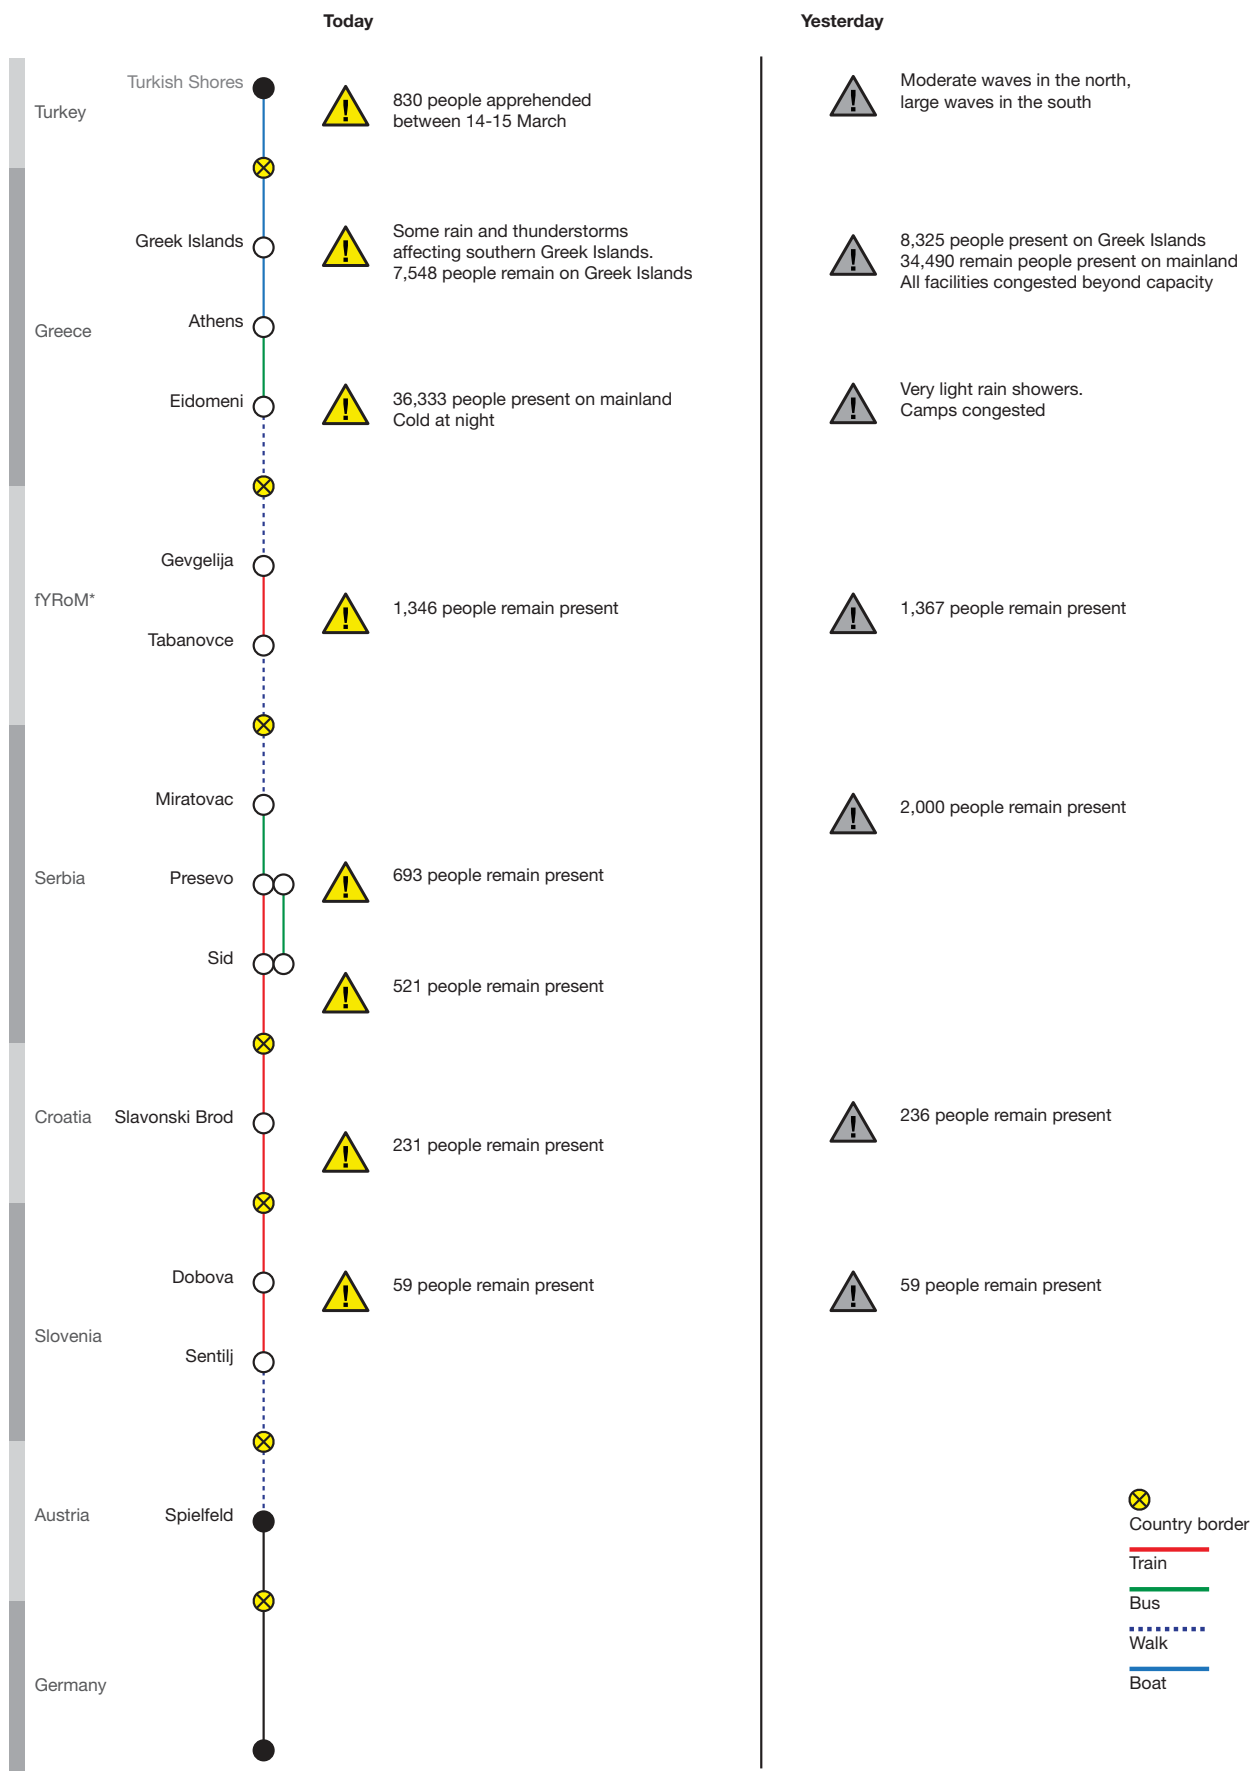 Today
Yesterday
Turkish Shores
Turkey
830 people apprehended
between 14-15 March
Moderate waves in the north,
large waves in the south
Greek Islands
Some rain and thunderstorms
affecting southern Greek Islands.
7,548 people remain on Greek Islands
8,325 people present on Greek Islands
34,490 remain people present on mainland
All facilities congested beyond capacity
Athens
Greece
Eidomeni
36,333 people present on mainland
Cold at night
Very light rain showers.
Camps congested
Gevgelija
fYRoM*
1,346 people remain present
1,367 people remain present
Tabanovce
Miratovac
2,000 people remain present
Serbia
Presevo
693 people remain present
Sid
521 people remain present
Croatia
Slavonski Brod
236 people remain present
231 people remain present
Dobova
59 people remain present
59 people remain present
Slovenia
Sentilj
Austria
Spielfeld
Germany
Country border
Train
Bus
Walk
Boat